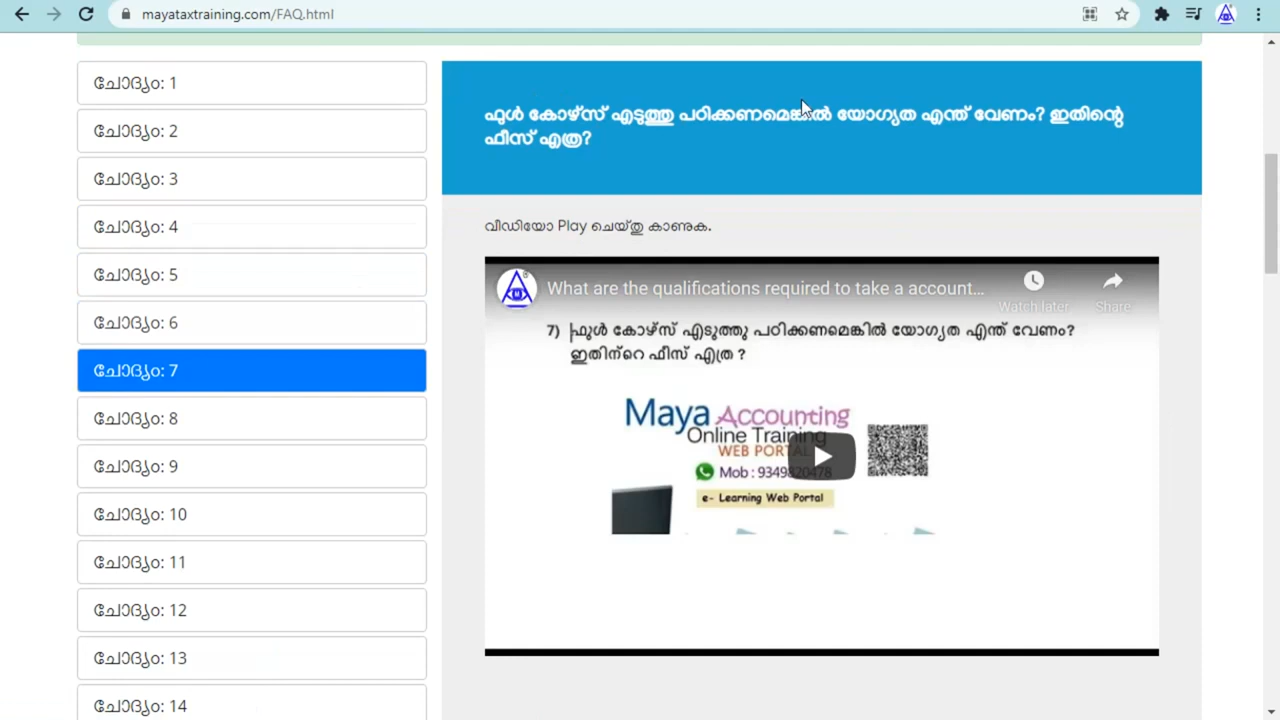 mayataxtraining.com/FAQ.html
ചോദ്യം: 1
ചോദ്യം: 2
ചോദ്യം: 3
ചോദ്യം: 4
ചോദ്യം: 5
ചോദ്യം: 6
ചോദ്യം: 7
ചോദ്യം: 8
ചോദ്യം: 9
ചോദ്യം: 10
ചോദ്യം: 11
ചോദ്യം: 12
ചോദ്യം: 13
ചോദ്യം: 14
ഫുൾ കോഴ്സ് എടുത്തു പഠിക്കണമെങ്കിൽ യോഗ്യത എന്ത് വേണം? ഇതിന്റെ
ഫീസ് എത്ര?
വീഡിയോ Play ചെയ്തു കാണുക.
What are the qualifications required to take a account...
Watch later
Share
7) ഫുൾ കോഴ്സ് എടുത്തു പഠിക്കണമെങ്കിൽ യോഗ്യത എന്ത് വേണം?
ഇതിന്റെ ഫീസ് എത്ര ?
Maya Accounting
Online Training
WEB PORTAL
Mob : 9349820478
e- Learning Web Portal